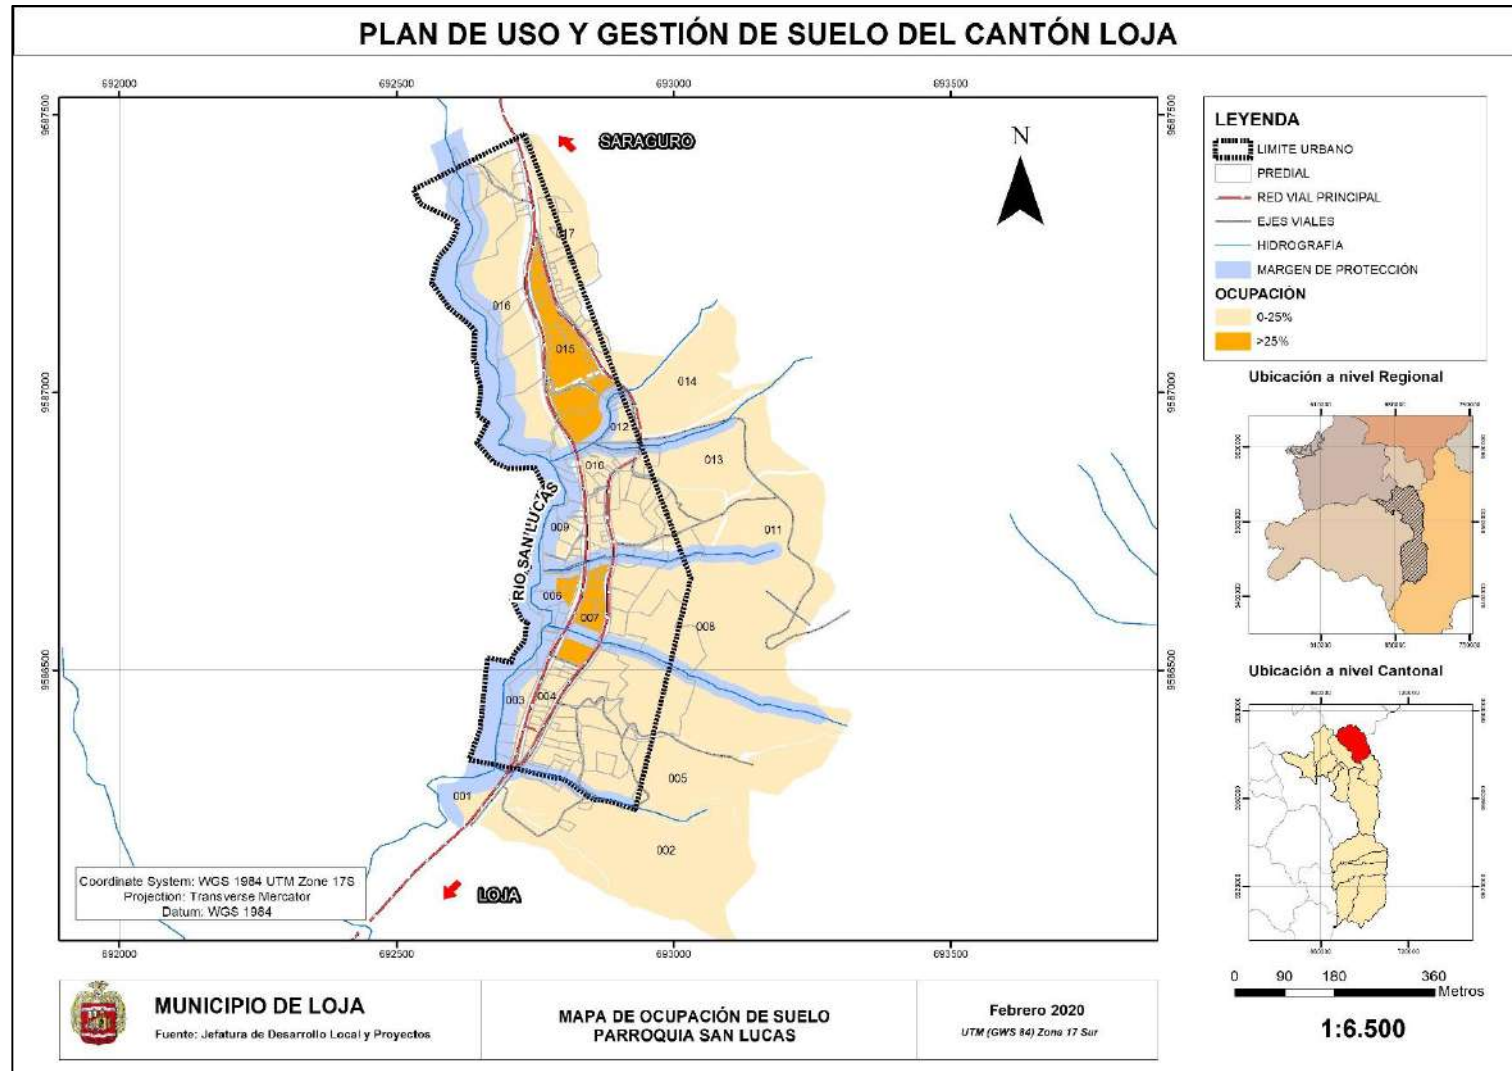 PLAN DE USO Y GESTIÓN DE SUELO DEL CANTÓN LOJA
692000
692500
693000
693500
9587500
9587500
SARAGURO
N
017
016
015
014
9587000
9587000
012
013
016
RIO SAN LUCAS
009
011
006
007
008
9586500
9586500
003
004
005
001
002
Coordinate System: WGS 1984 UTM Zone 17S
Projection: Transverse Mercator
Datum: WGS 1984
LOJA
692000
692500
693000
693500
LEYENDA
LIMITE URBANO
PREDIAL
RED VIAL PRINCIPAL
EJES VIALES
HIDROGRAFIA
MARGEN DE PROTECCIÓN
OCUPACIÓN
0-25%
>25%
Ubicación a nivel Regional
Ubicación a nivel Cantonal
0 90 180 360
Metros
1:6.500
MUNICIPIO DE LOJA
Fuente: Jefatura de Desarrollo Local y Proyectos
MAPA DE OCUPACIÓN DE SUELO
PARROQUIA SAN LUCAS
Febrero 2020
UTM (GWS 84) Zona 17 Sur